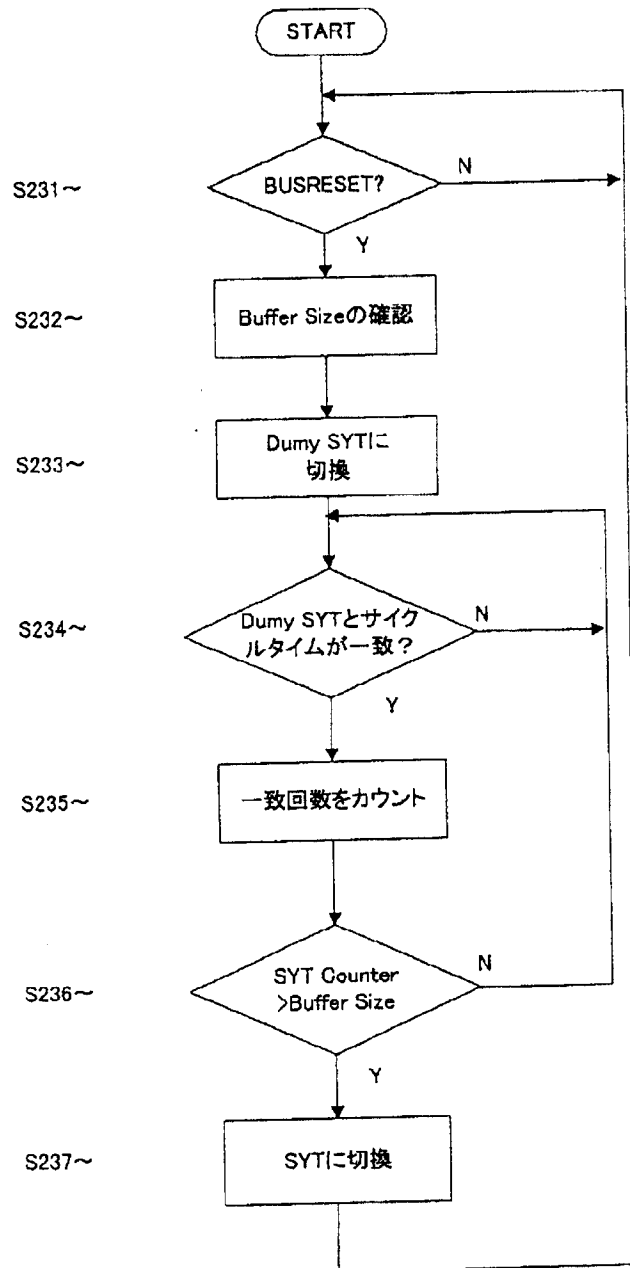 START
S231~
BUSRESET?
N
Y
S232~
Buffer Sizeの確認
S233~
Dumy SYTに
切換
S234~
Dumy SYTとサイク
ルタイムが一致?
N
Y
S235~
一致回数をカウント
S236~
SYT Counter
>Buffer Size
N
Y
S237~
SYTに切換